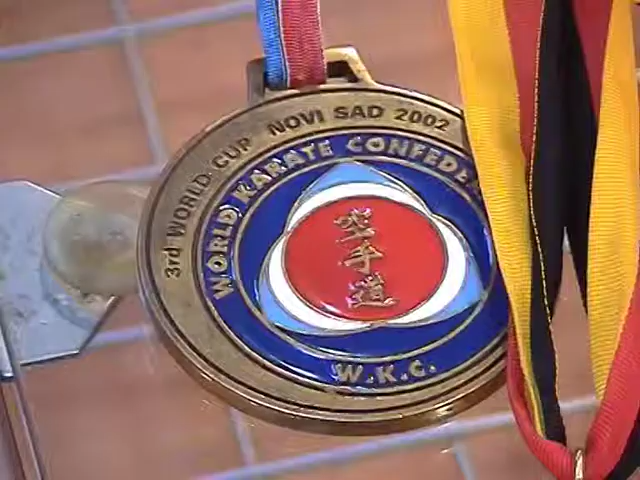 3rd WORLD CUP NOVI SAD 2002
WORLD KARATE CONFEDE
空手道
W.K.C.